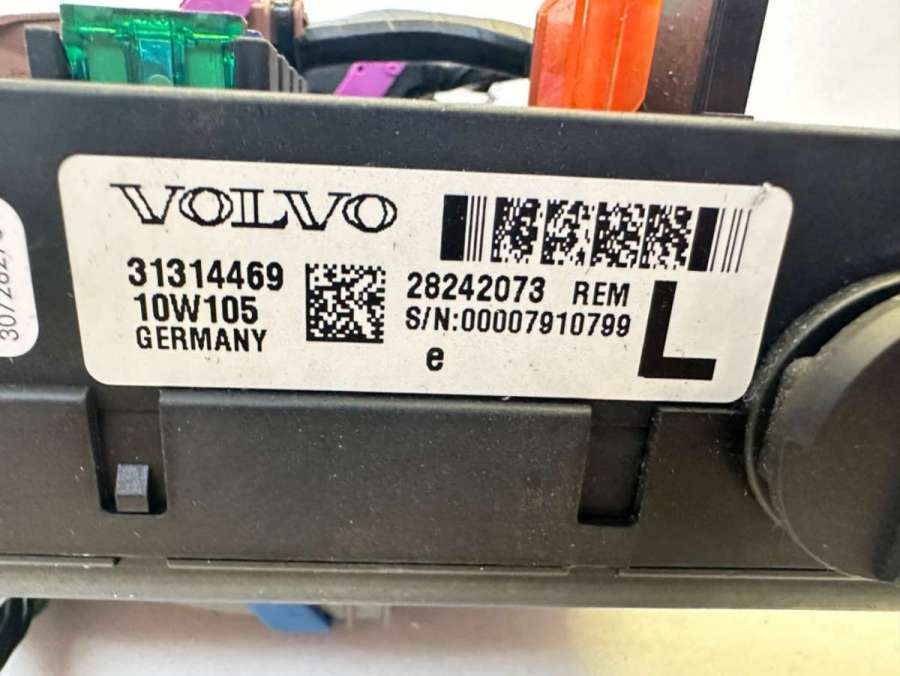 VOLVO
31314469
10W105
GERMANY
28242073 REM
S/N:00007910799
e
L